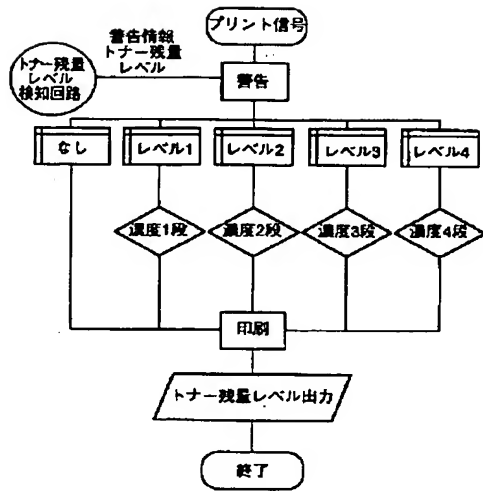 プリント信号
警告情報
トナー残量
レベル
トナー残量
レベル
検知回路
警告
なし
レベル1
レベル2
レベル3
レベル4
濃度1段
濃度2段
濃度3段
濃度4段
印刷
トナー残量レベル出力
終了